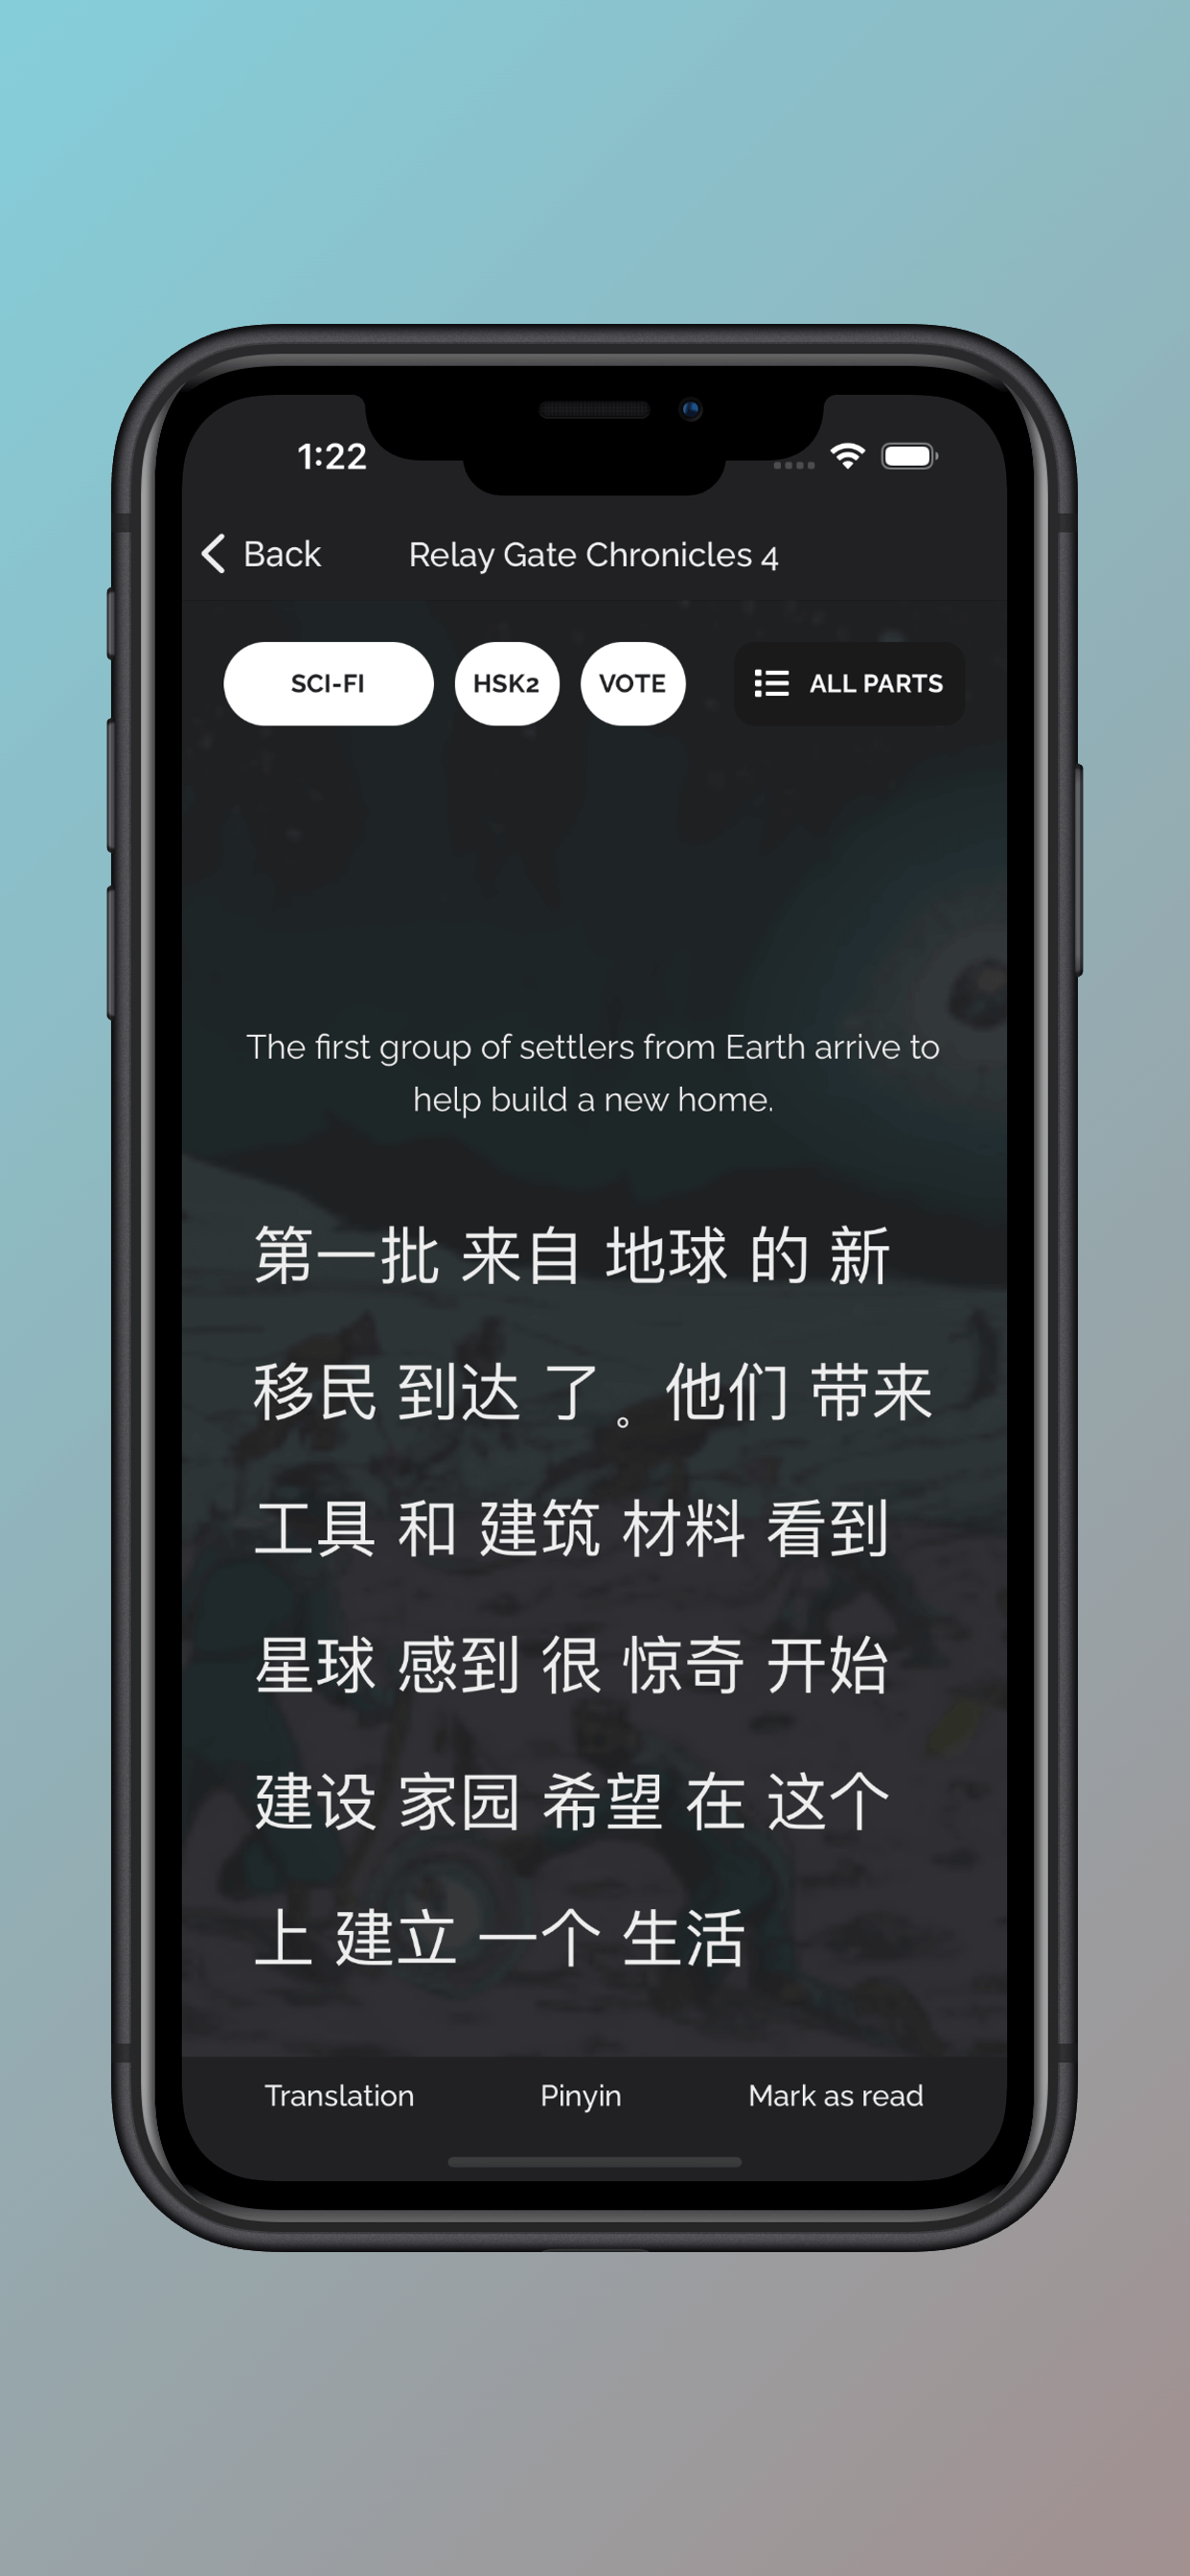 1:22
Back
Relay Gate Chronicles 4
SCI-FI
HSK2
VOTE
ALL PARTS
The first group of settlers from Earth arrive to
help build a new home.
第一批 来自 地球 的 新
移民 到达 了 。 他们 带来
工具 和 建筑 材料 看到
星球 感到 很 惊奇 开始
建设 家园 希望 在 这个
上 建立 一个 生活
Translation
Pinyin
Mark as read